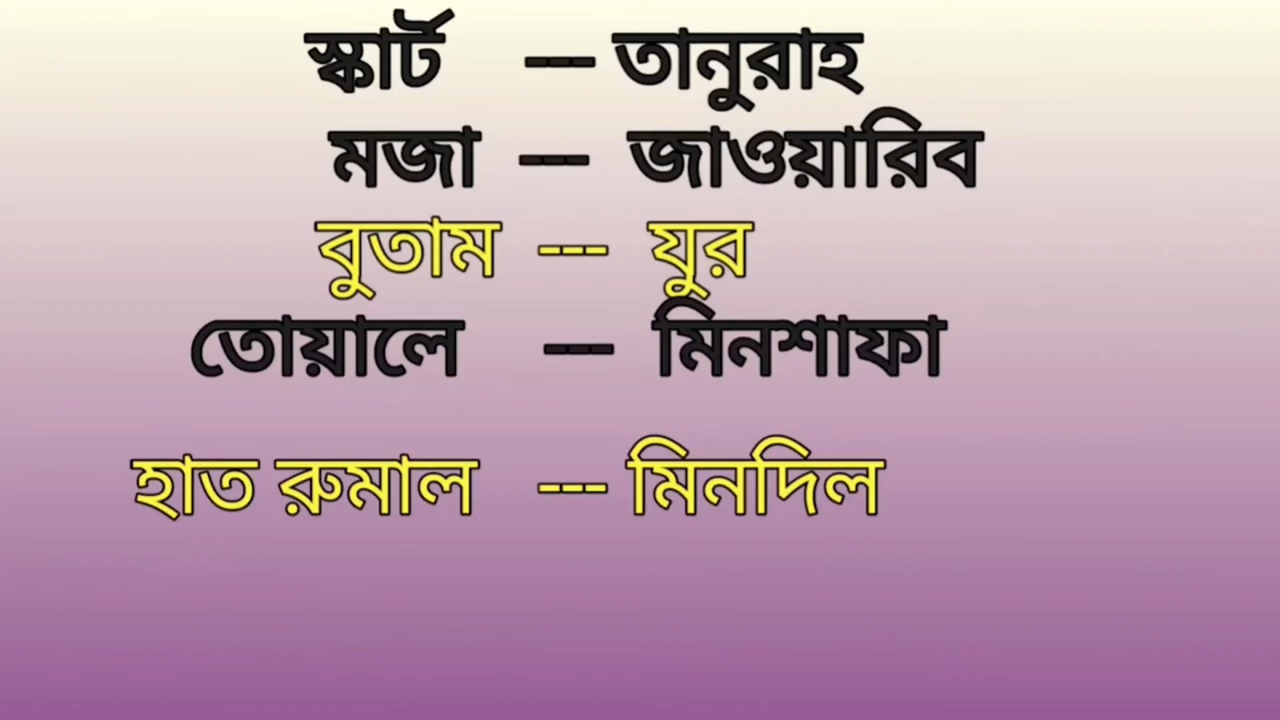 স্কার্ট --- তানুরাহ
মজা --- জাওয়ারিব
বুতাম --- যুর
তোয়ালে --- মিনশাফা
হাত রুমাল --- মিনদিল